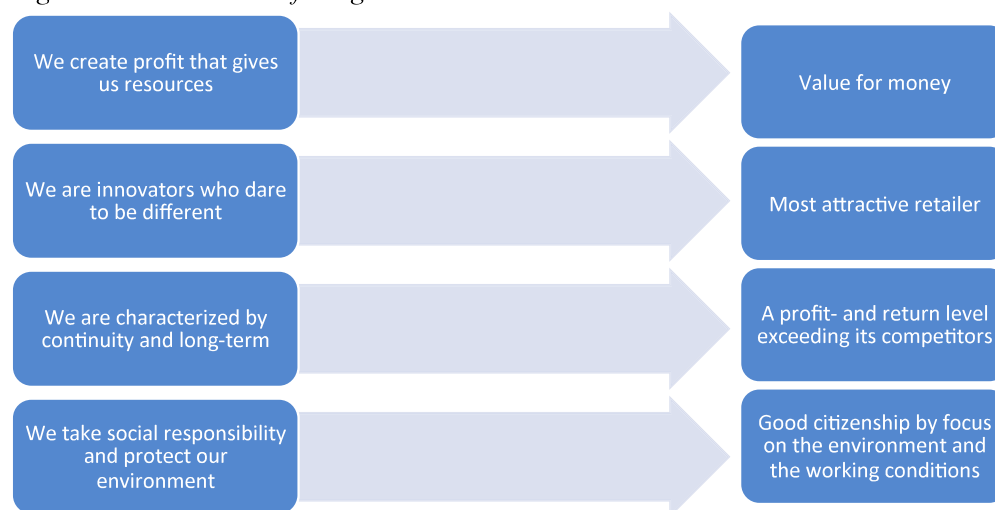 We create profit that gives
us resources
Value for money
We are innovators who dare
to be different
Most attractive retailer
We are characterized by
continuity and long-term
A profit- and return level
exceeding its competitors
We take social responsibility
and protect our
environment
Good citizenship by focus
on the environment and
the working conditions